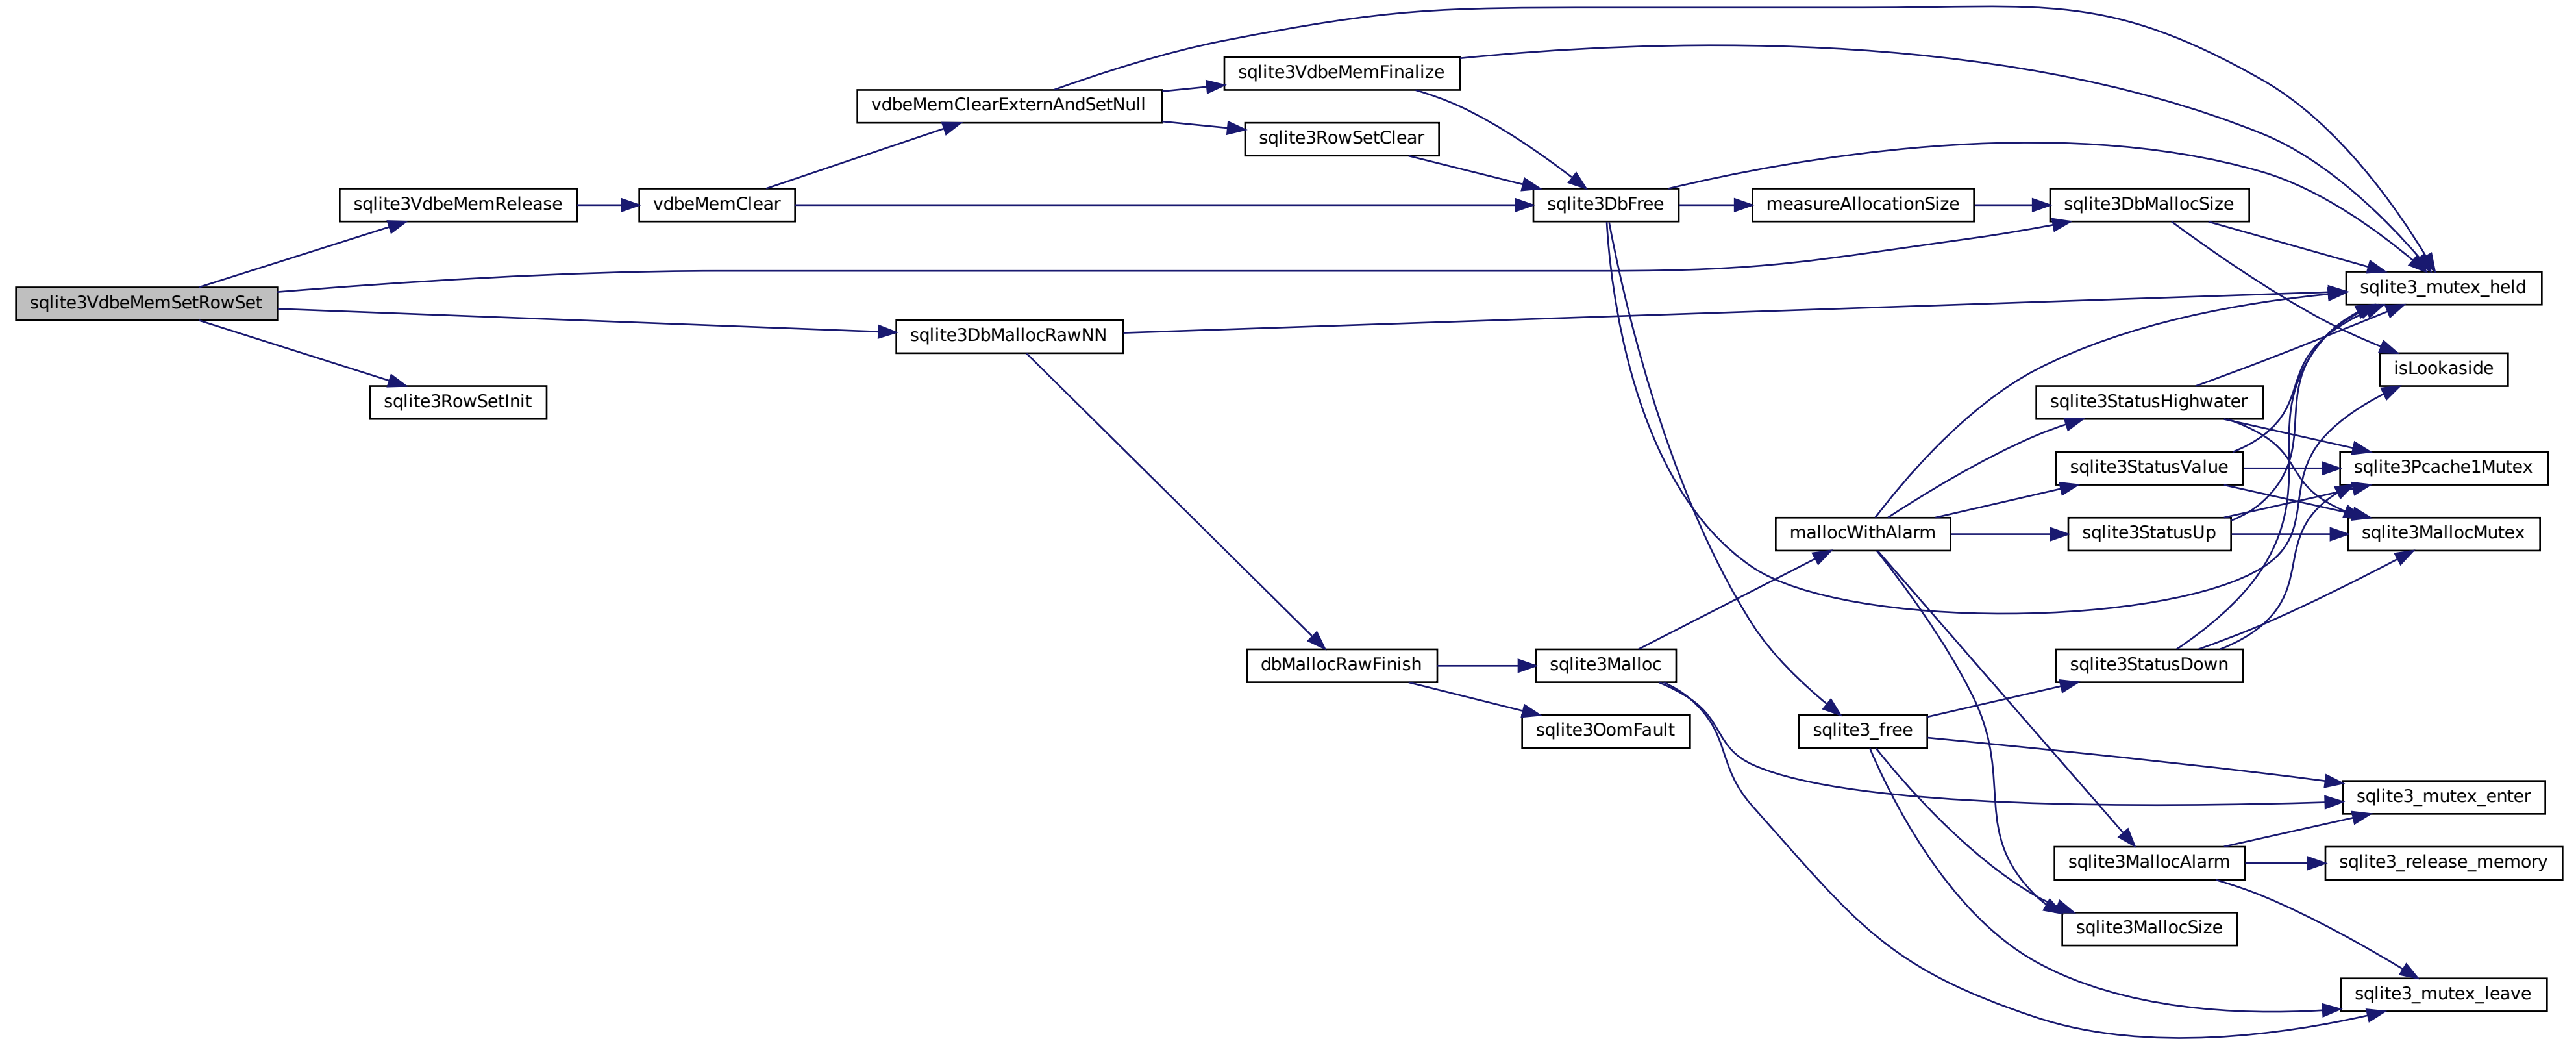 sqlite3VdbeMemSetRowSet
sqlite3VdbeMemRelease
sqlite3RowSetInit
vdbeMemClear
vdbeMemClearExternAndSetNull
sqlite3DbMallocRawNN
sqlite3VdbeMemFinalize
sqlite3RowSetClear
dbMallocRawFinish
sqlite3DbFree
sqlite3Malloc
sqlite3OomFault
measureAllocationSize
mallocWithAlarm
sqlite3_free
sqlite3DbMallocSize
sqlite3StatusHighwater
sqlite3StatusValue
sqlite3StatusUp
sqlite3StatusDown
sqlite3MallocAlarm
sqlite3MallocSize
sqlite3_mutex_held
isLookaside
sqlite3Pcache1Mutex
sqlite3MallocMutex
sqlite3_mutex_enter
sqlite3_release_memory
sqlite3_mutex_leave